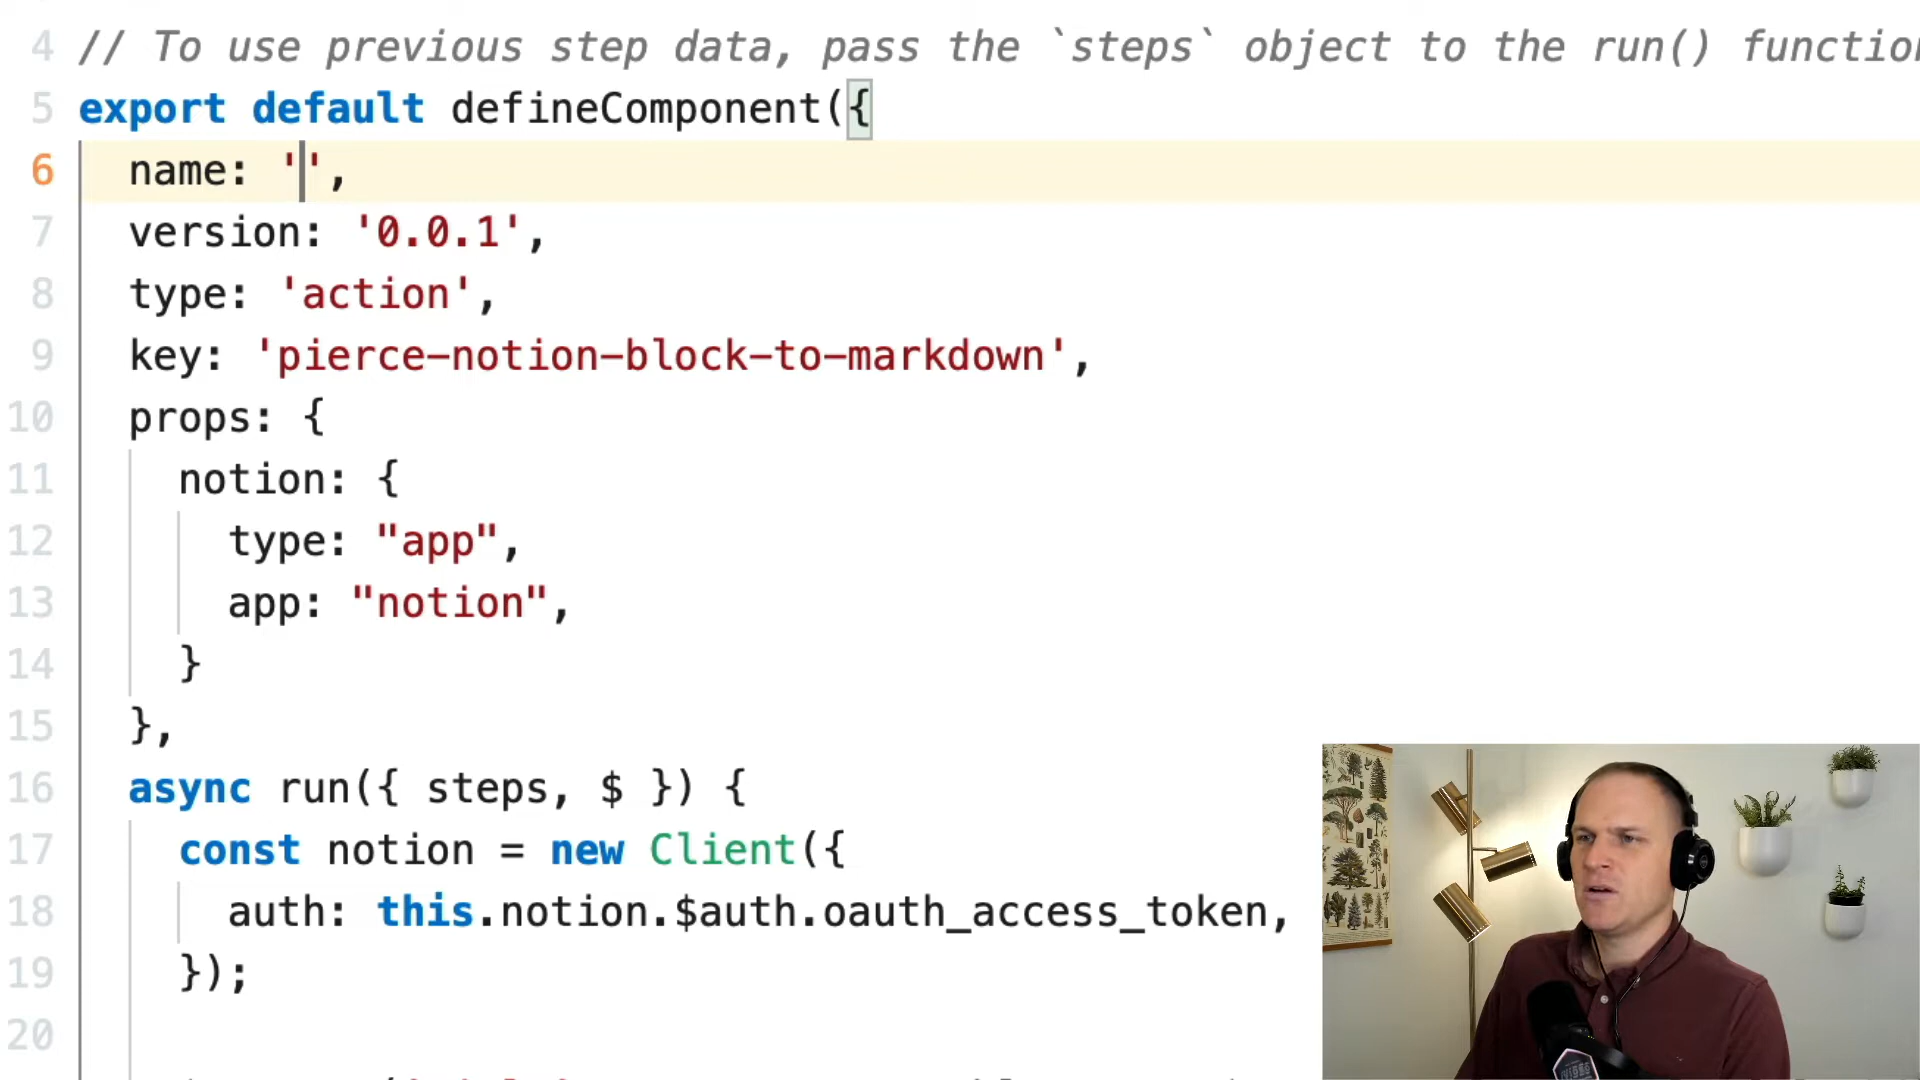 4 // To use previous step data, pass the `steps` object to the run() function
5 export default defineComponent({
6 name: '',
7 version: '0.0.1',
8 type: 'action',
9 key: 'pierce-notion-block-to-markdown',
10 props: {
11 notion: {
12 type: "app",
13 app: "notion",
14 }
15 },
16 async run({ steps, $ }) {
17 const notion = new Client({
18 auth: this.notion.$auth.oauth_access_token,
19 });
20